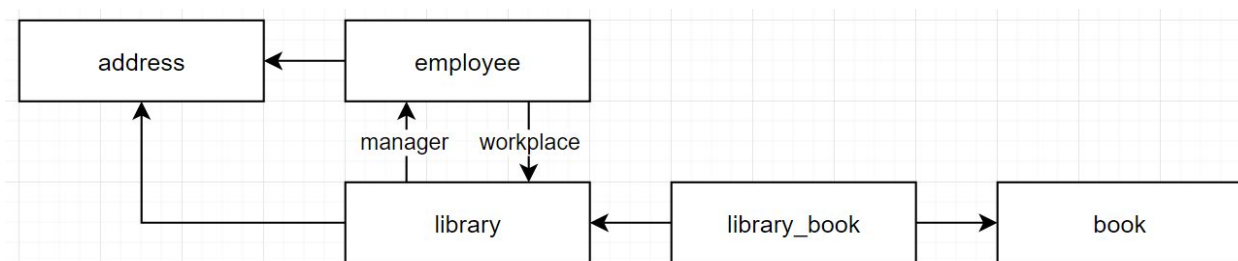 address
employee
manager
workplace
library
library_book
book